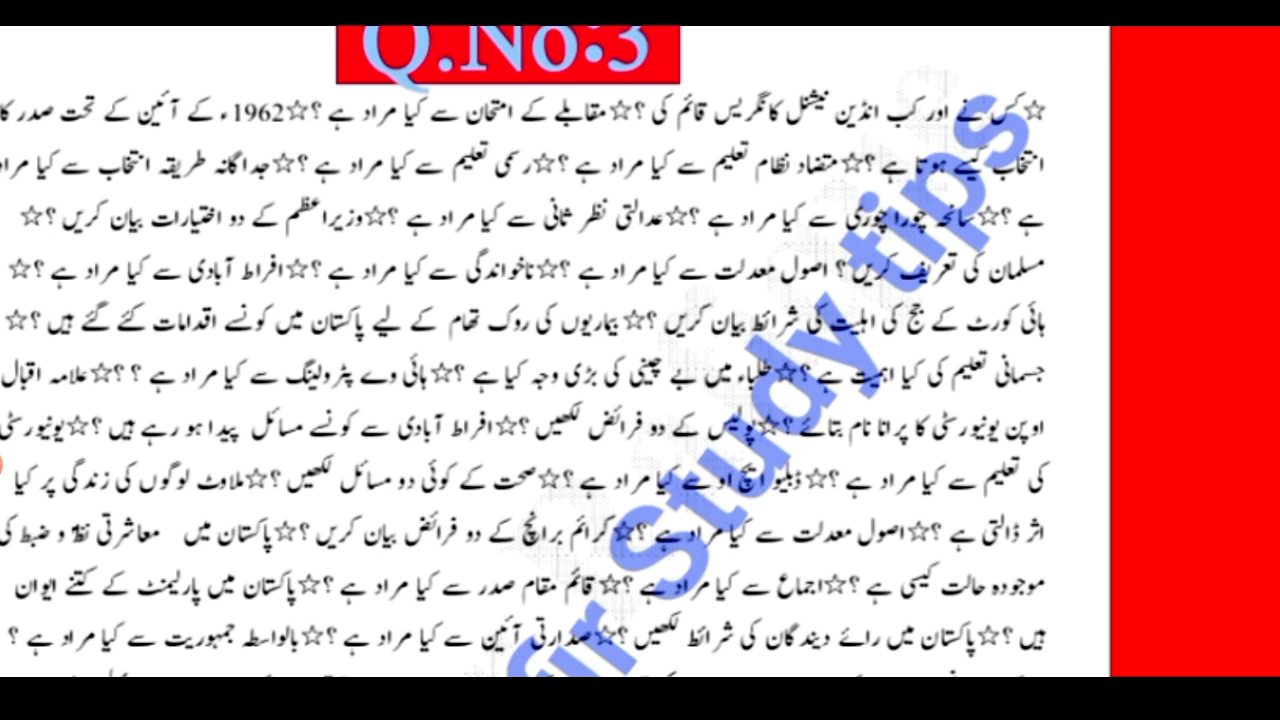 Q.No:3
☆کس نے اور کب انڈین نیشنل کانگریس قائم کی ؟☆مقابلے کے امتحان سے کیا مراد ہے ؟☆1962ء کے آئین کے تحت صدر کا
انتخاب کیسے ہوتا ہے ؟☆متضاد نظام تعلیم سے کیا مراد ہے ؟☆رسمی تعلیم سے کیا مراد ہے ؟☆جداگانہ طریقہ انتخاب سے کیا مراد
ہے ؟☆سانحہ چورا چوری سے کیا مراد ہے ؟☆عدالتی نظر ثانی سے کیا مراد ہے ؟☆وزیراعظم کے دو اختیارات بیان کریں ؟☆
مسلمان کی تعریف کریں ؟ اصول معدلت سے کیا مراد ہے ؟☆ناخواندگی سے کیا مراد ہے ؟☆افراط آبادی سے کیا مراد ہے ؟☆
ہائی کورٹ کے جج کی اہلیت کی شرائط بیان کریں ؟☆بیماریوں کی روک تھام کے لیے پاکستان میں کونسے اقدامات کئے گئے ہیں ؟☆
جسمانی تعلیم کی کیا اہمیت ہے ؟☆طلباء میں بے چینی کی بڑی وجہ کیا ہے ؟☆ہائی وے پٹرولینگ سے کیا مراد ہے ؟ ؟☆علامہ اقبال
اوپن یونیورسٹی کا پرانا نام بتائے ؟☆پولیس کے دو فرائض لکھیں ؟☆افراط آبادی سے کونسے مسائل پیدا ہو رہے ہیں ؟☆یونیورسٹی
کی تعلیم سے کیا مراد ہے ؟☆ڈبلیو ایچ او سے کیا مراد ہے ؟☆صحت کے کوئی دو مسائل لکھیں ؟☆ملاوٹ لوگوں کی زندگی پر کیا
اثر ڈالتی ہے ؟☆اصول معدلت سے کیا مراد ہے ؟☆کرائم برانچ کے دو فرائض بیان کریں ؟☆پاکستان میں معاشرتی و ضبط کی
موجودہ حالت کیسی ہے ؟☆اجماع سے کیا مراد ہے ؟☆قائم مقام صدر سے کیا مراد ہے ؟☆پاکستان میں پارلیمنٹ کے کتنے ایوان
ہیں ؟☆پاکستان میں رائے دیندگان کی شرائط لکھیں ؟☆صدارتی آئین سے کیا مراد ہے ؟☆بالواسطہ جمہوریت سے کیا مراد ہے ؟
Study tips